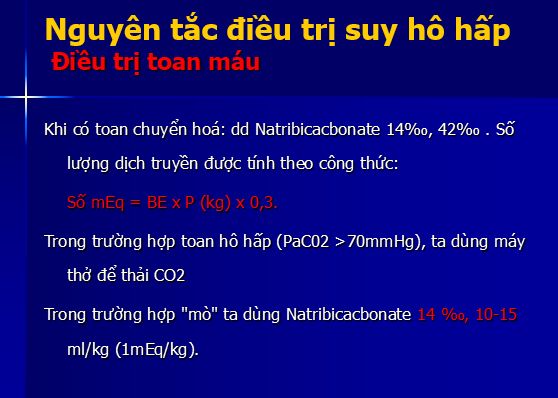 Nguyên tắc điều trị suy hô hấp
Điều trị toan máu
Khi có toan chuyển hoá: dd Natribicacbonate 14‰, 42‰ . Số
lượng dịch truyền được tính theo công thức:
Số mEq = BE x P (kg) x 0,3.
Trong trường hợp toan hô hấp (PaC02 >70mmHg), ta dùng máy
thở để thải CO2
Trong trường hợp "mò" ta dùng Natribicacbonate 14 ‰, 10-15
ml/kg (1mEq/kg).